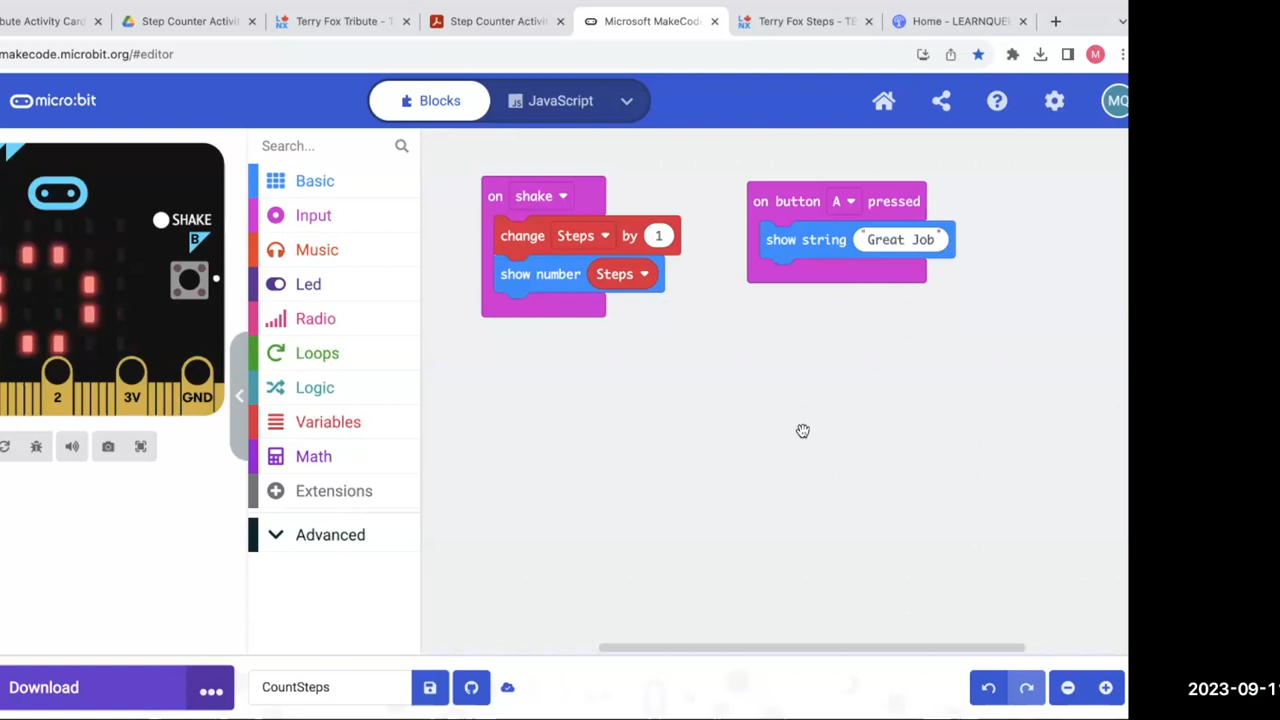 bute Activity Card
Step Counter Activi
Terry Fox Tribute - T
Step Counter Activi
Microsoft MakeCod
Terry Fox Steps - TE
Home - LEARNQUE
makecode.microbit.org/#editor
M
micro:bit
Blocks
JavaScript
MQ
SHAKE
B
2
3V
GND
Search...
Basic
Input
Music
Led
Radio
Loops
Logic
Variables
Math
Extensions
Advanced
on shake
change Steps by 1
show number Steps
on button A pressed
show string "Great Job"
Download
CountSteps
2023-09-11